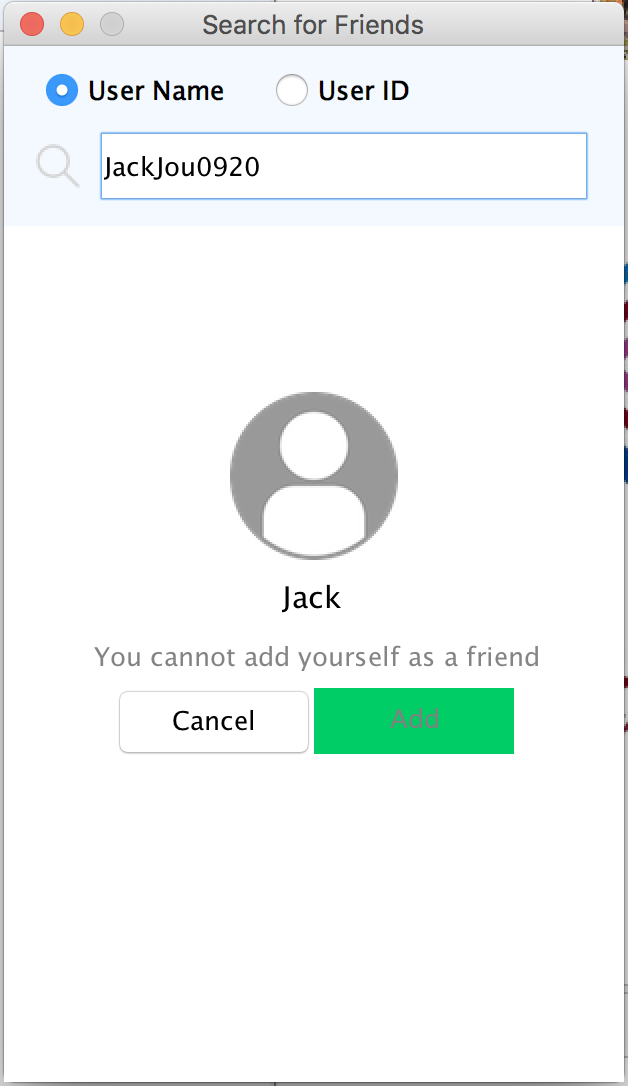 Search for Friends
User Name User ID
JackJou0920
Jack
You cannot add yourself as a friend
Cancel Add